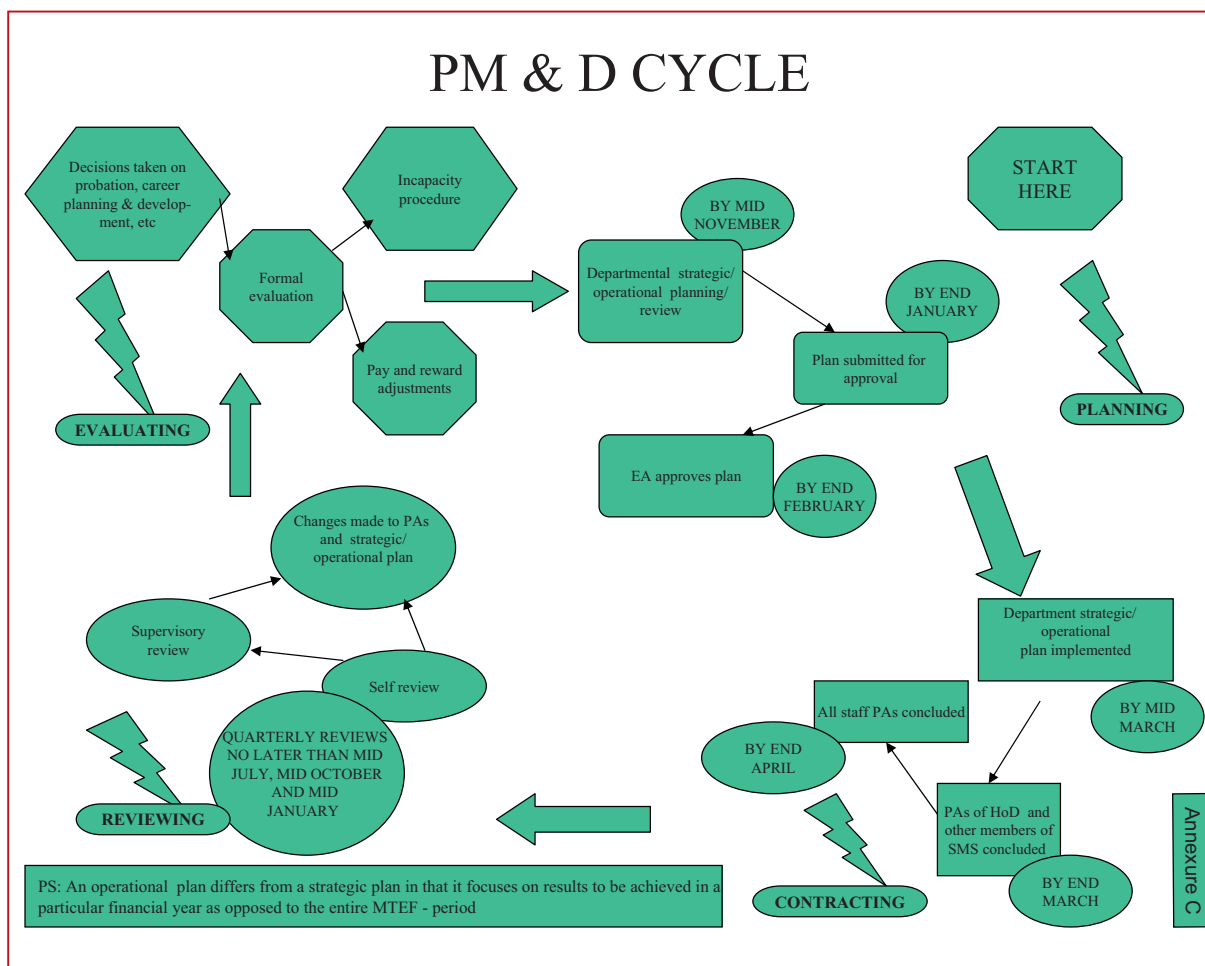 PM & D CYCLE
Decisions taken on
probation, career
planning & develop-
ment, etc
Incapacity
procedure
Formal
evaluation
Pay and reward
adjustments
EVALUATING
BY MID
NOVEMBER
Departmental strategic/
operational planning/
review
START
HERE
BY END
JANUARY
Plan submitted for
approval
PLANNING
EA approves plan
BY END
FEBRUARY
Department strategic/
operational
plan implemented
BY MID
MARCH
All staff PAs concluded
BY END
APRIL
PAs of HoD and
other members of
SMS concluded
BY END
MARCH
CONTRACTING
Changes made to PAs
and strategic/
operational plan
Supervisory
review
Self review
QUARTERLY REVIEWS
NO LATER THAN MID
JULY, MID OCTOBER
AND MID
JANUARY
REVIEWING
PS: An operational plan differs from a strategic plan in that it focuses on results to be achieved in a
particular financial year as opposed to the entire MTEF - period
Annexure C